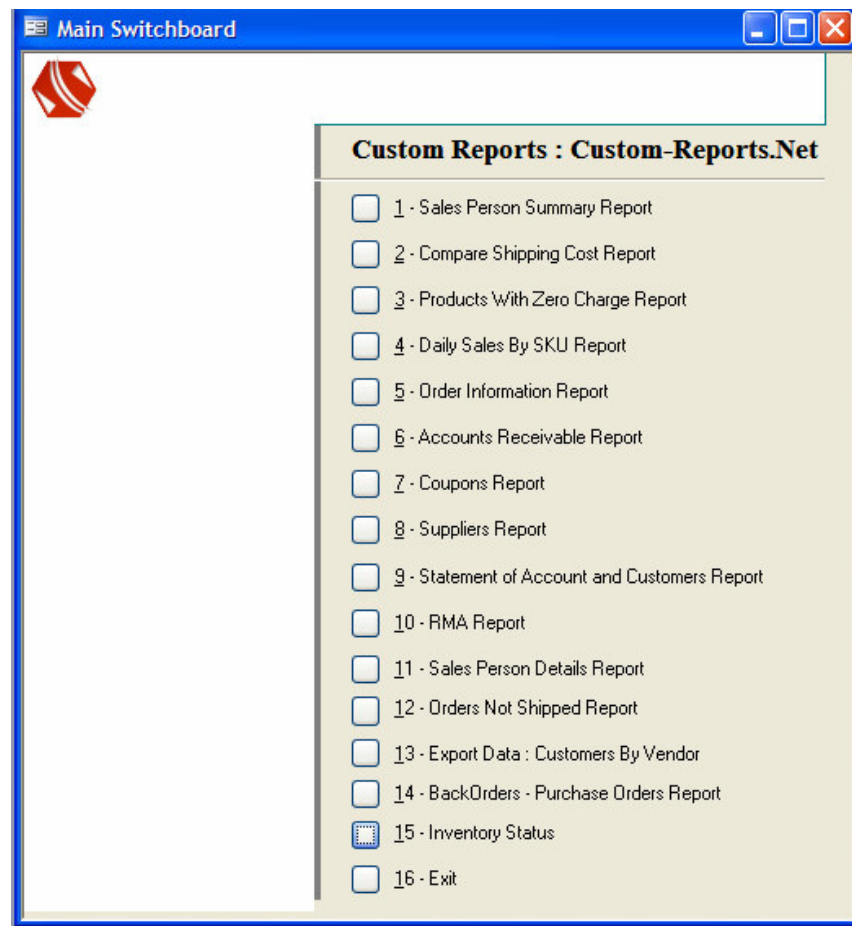 Main Switchboard
Custom Reports : Custom-Reports.Net
1 - Sales Person Summary Report
2 - Compare Shipping Cost Report
3 - Products With Zero Charge Report
4 - Daily Sales By SKU Report
5 - Order Information Report
6 - Accounts Receivable Report
7 - Coupons Report
8 - Suppliers Report
9 - Statement of Account and Customers Report
10 - RMA Report
11 - Sales Person Details Report
12 - Orders Not Shipped Report
13 - Export Data : Customers By Vendor
14 - BackOrders - Purchase Orders Report
15 - Inventory Status
16 - Exit